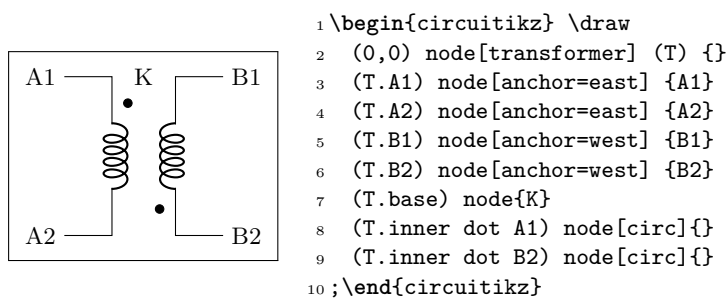 A1 K B1
A2 B2
1 \begin{circuitikz} \draw
2 (0,0) node[transformer] (T) {}
3 (T.A1) node[anchor=east] {A1}
4 (T.A2) node[anchor=east] {A2}
5 (T.B1) node[anchor=west] {B1}
6 (T.B2) node[anchor=west] {B2}
7 (T.base) node{K}
8 (T.inner dot A1) node[circ]{}
9 (T.inner dot B2) node[circ]{}
10 ;\end{circuitikz}